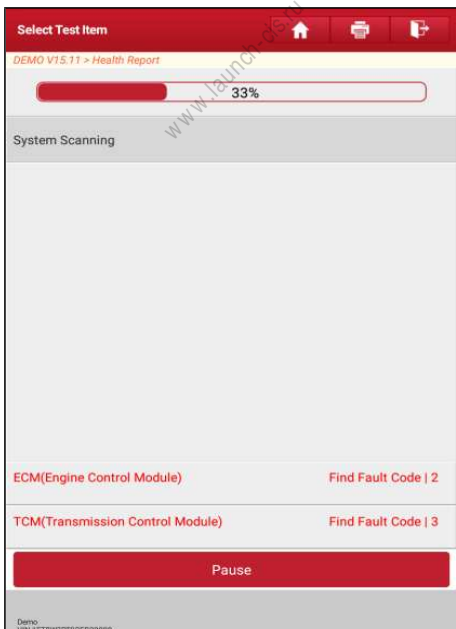 Select Test Item
DEMO V15.11 > Health Report
33%
www.launch-cis.ru
System Scanning
ECM(Engine Control Module) Find Fault Code | 2
TCM(Transmission Control Module) Find Fault Code | 3
Pause
Demo